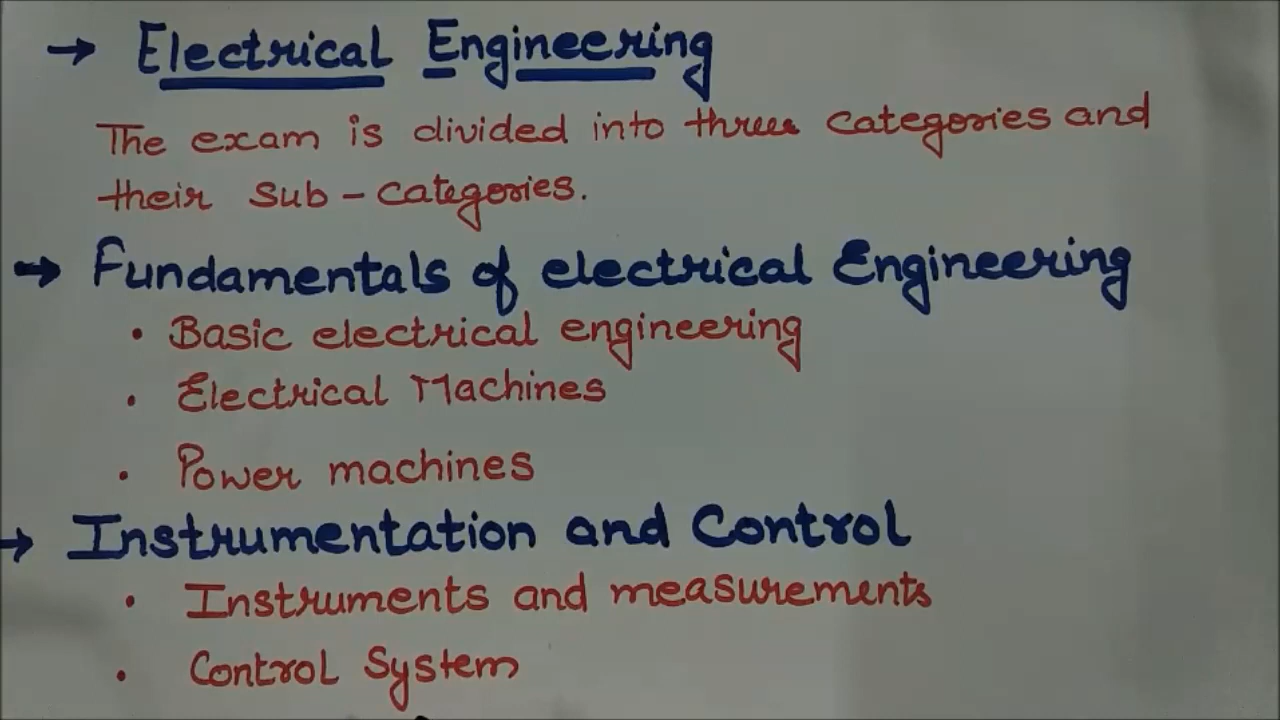 → Electrical Engineering
The exam is divided into three categories and
their Sub-categories.
→ Fundamentals of electrical Engineering
• Basic electrical engineering
• Electrical Machines
• Power machines
→ Instrumentation and Control
• Instruments and measurements
• Control System